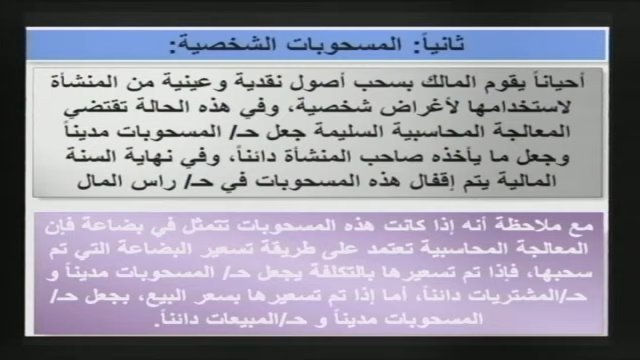 ثانياً: المسحوبات الشخصية:
أحياناً يقوم المالك بسحب أصول نقدية وعينية من المنشأة
لاستخدامها لأغراض شخصية، وفي هذه الحالة تقتضي
المعالجة المحاسبية السليمة جعل حـ/ المسحوبات مديناً
وجعل ما يأخذه صاحب المنشأة دائناً، وفي نهاية السنة
المالية يتم إقفال هذه المسحوبات في حـ/ راس المال
مع ملاحظة أنه إذا كانت هذه المسحوبات تتمثل في بضاعة فإن
المعالجة المحاسبية تعتمد على طريقة تسعير البضاعة التي تم
سحبها، فإذا تم تسعيرها بالتكلفة يجعل حـ/ المسحوبات مديناً و
حـ/المشتريات دائناً، أما إذا تم تسعيرها بسعر البيع، يجعل حـ/
المسحوبات مديناً و حـ/المبيعات دائناً.